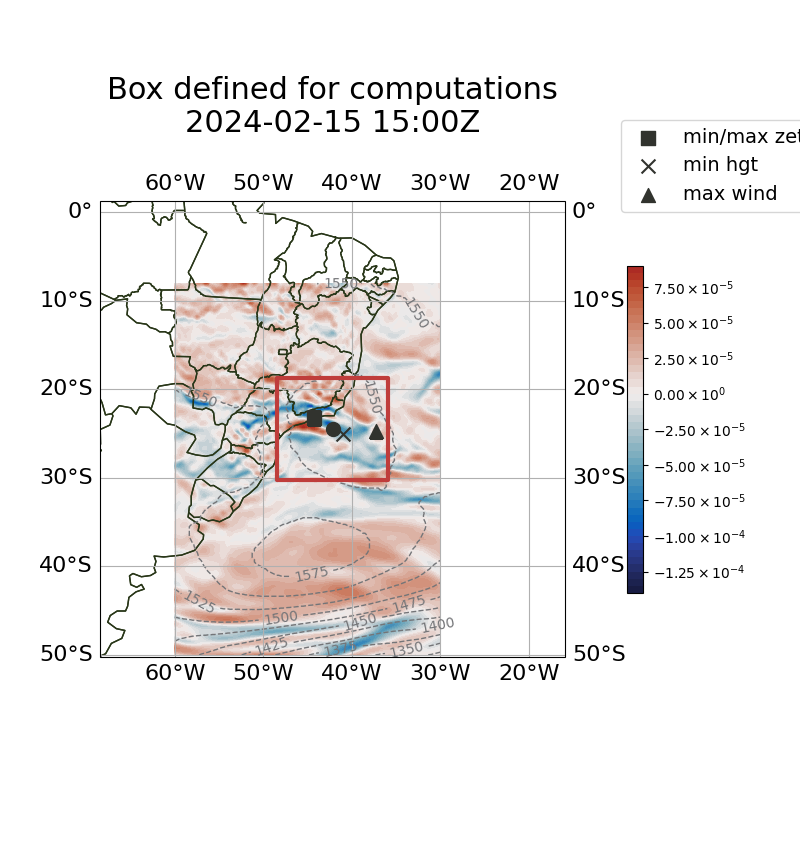 Box defined for computations
2024-02-15 15:00Z
min/max zet
min hgt
max wind
60°W 50°W 40°W 30°W 20°W
0° 0°
10°S 10°S
20°S 20°S
30°S 30°S
40°S 40°S
50°S 50°S
60°W 50°W 40°W 30°W 20°W
1550
1550
1550
1550
1575
1525
1500
1475
1450
1400
1425
1375
1350
7.50 × 10⁻⁵
5.00 × 10⁻⁵
2.50 × 10⁻⁵
0.00 × 10⁰
−2.50 × 10⁻⁵
−5.00 × 10⁻⁵
−7.50 × 10⁻⁵
−1.00 × 10⁻⁴
−1.25 × 10⁻⁴